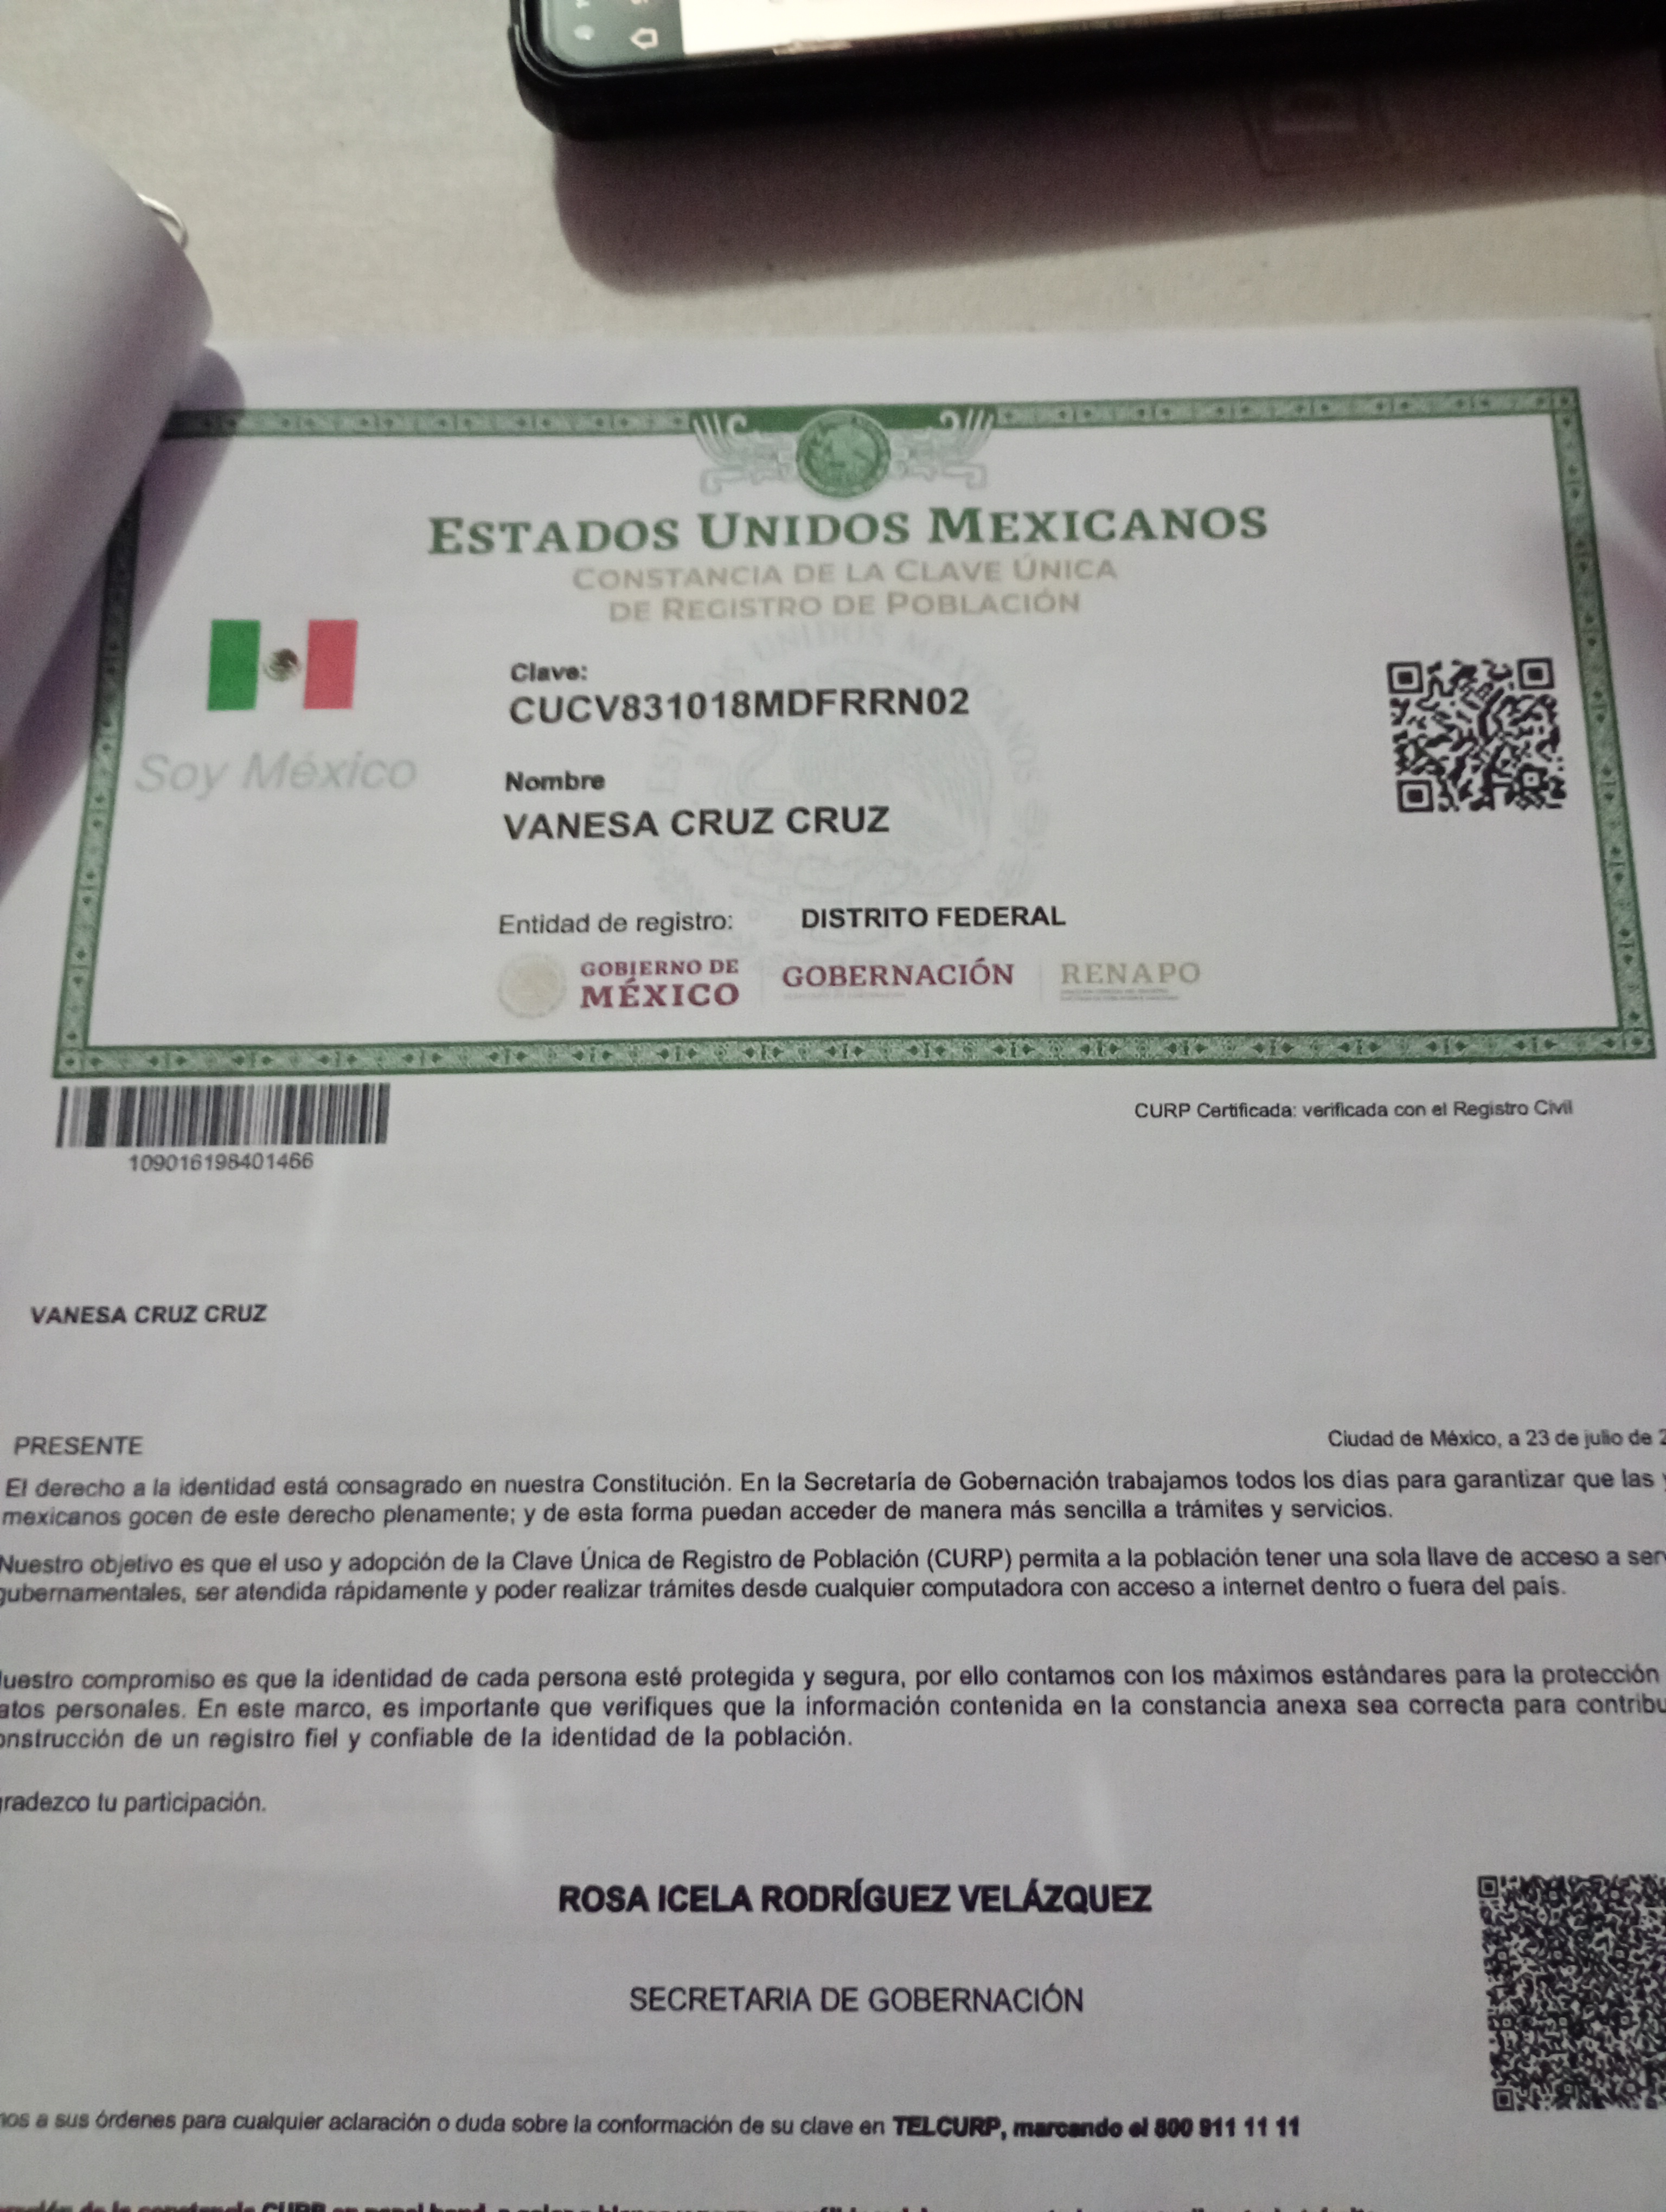 ESTADOS UNIDOS MEXICANOS
CONSTANCIA DE LA CLAVE ÚNICA
DE REGISTRO DE POBLACIÓN
Soy México
Clave:
CUCV831018MDFRRN02
Nombre
VANESA CRUZ CRUZ
Entidad de registro: DISTRITO FEDERAL
GOBIERNO DE
MÉXICO
GOBERNACIÓN
RENAPO
109016198401466
CURP Certificada: verificada con el Registro Civil
VANESA CRUZ CRUZ
PRESENTE
Ciudad de México, a 23 de julio de 2
El derecho a la identidad está consagrado en nuestra Constitución. En la Secretaría de Gobernación trabajamos todos los días para garantizar que las y
mexicanos gocen de este derecho plenamente; y de esta forma puedan acceder de manera más sencilla a trámites y servicios.
Nuestro objetivo es que el uso y adopción de la Clave Única de Registro de Población (CURP) permita a la población tener una sola llave de acceso a ser
gubernamentales, ser atendida rápidamente y poder realizar trámites desde cualquier computadora con acceso a internet dentro o fuera del país.
uestro compromiso es que la identidad de cada persona esté protegida y segura, por ello contamos con los máximos estándares para la protección
atos personales. En este marco, es importante que verifiques que la información contenida en la constancia anexa sea correcta para contribu
onstrucción de un registro fiel y confiable de la identidad de la población.
gradezco tu participación.
ROSA ICELA RODRÍGUEZ VELÁZQUEZ
SECRETARIA DE GOBERNACIÓN
mos a sus órdenes para cualquier aclaración o duda sobre la conformación de su clave en TELCURP, marcando el 800 911 11 11